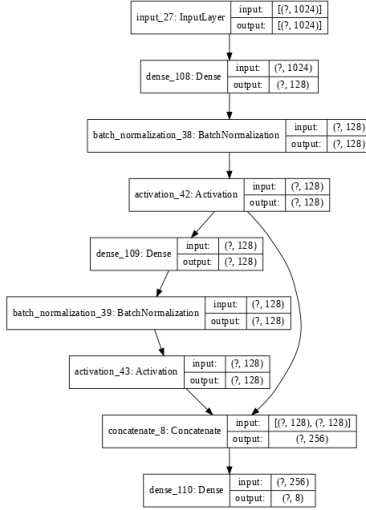 input_27: InputLayer input: [(?, 1024)]
output: [(?, 1024)]
dense_108: Dense input: (?, 1024)
output: (?, 128)
batch_normalization_38: BatchNormalization input: (?, 128)
output: (?, 128)
activation_42: Activation input: (?, 128)
output: (?, 128)
dense_109: Dense input: (?, 128)
output: (?, 128)
batch_normalization_39: BatchNormalization input: (?, 128)
output: (?, 128)
activation_43: Activation input: (?, 128)
output: (?, 128)
concatenate_8: Concatenate input: [(?, 128), (?, 128)]
output: (?, 256)
dense_110: Dense input: (?, 256)
output: (?, 8)